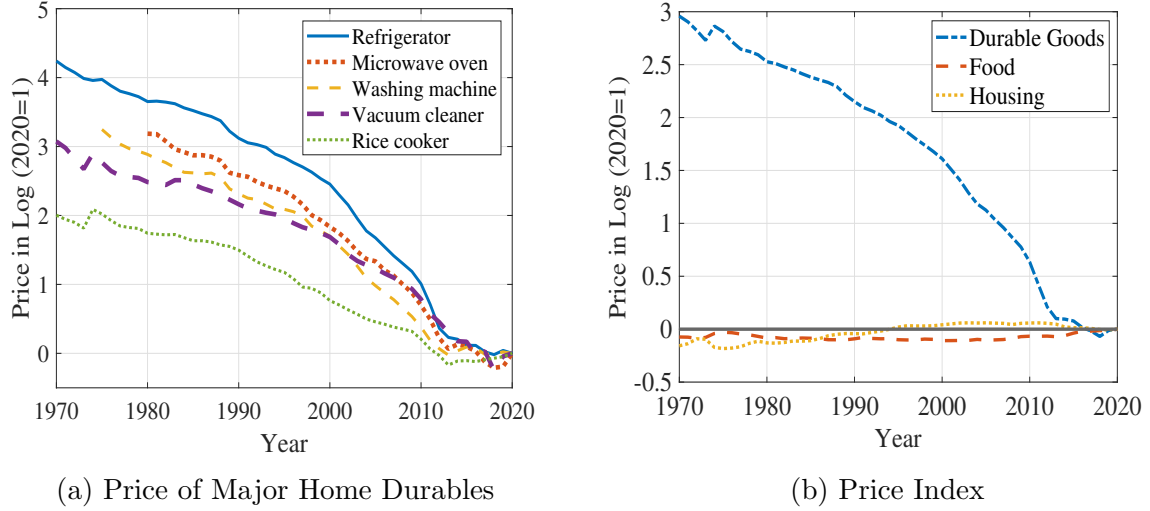 5
4
3
2
1
0
Price in Log (2020=1)
1970
1980
1990
2000
2010
2020
Year
Refrigerator
Microwave oven
Washing machine
Vacuum cleaner
Rice cooker
(a) Price of Major Home Durables
3
2.5
2
1.5
1
0.5
0
-0.5
Price in Log (2020=1)
1970
1980
1990
2000
2010
2020
Year
Durable Goods
Food
Housing
(b) Price Index